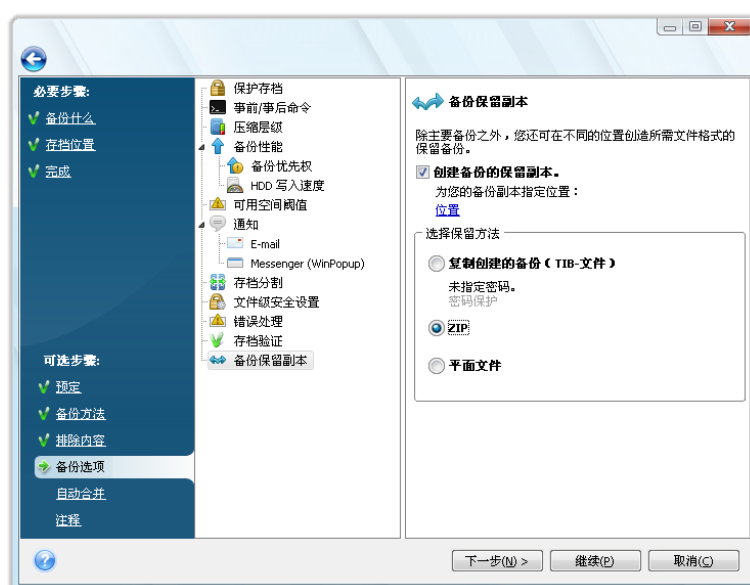 必要步骤:
备份什么
存档位置
完成
可选步骤:
预定
备份方法
排除内容
备份选项
自动合并
注释
保护存档
事前/事后命令
压缩层级
备份性能
备份优先权
HDD 写入速度
可用空间阈值
通知
E-mail
Messenger (WinPopup)
存档分割
文件级安全设置
错误处理
存档验证
备份保留副本
备份保留副本
除主要备份之外，您还可在不同的位置创造所需文件格式的
保留备份。
创建备份的保留副本。
为您的备份副本指定位置：
位置
选择保留方法
复制创建的备份（TIB-文件）
未指定密码。
密码保护
ZIP
平面文件
下一步(N) >
继续(P)
取消(C)